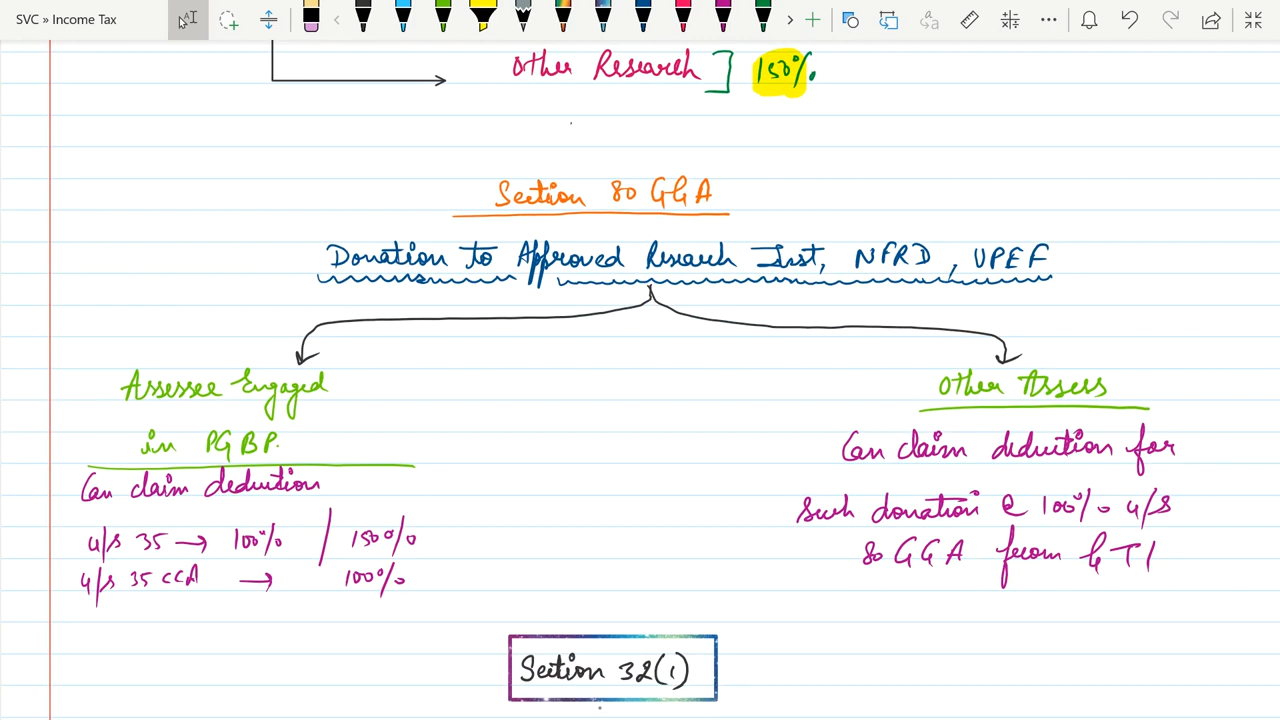 SVC » Income Tax
Other Research ] 150%
Section 80 GGA
Donation to Approved Research Inst, NFRD, UPEF
Assessee Engaged
in PGBP.
Can claim deduction
u/s 35 → 100% / 150%
u/s 35 CCA → 100%
Other Assess
Can claim deduction for
such donation @ 100% u/s
80 GGA from GTI
Section 32(1)